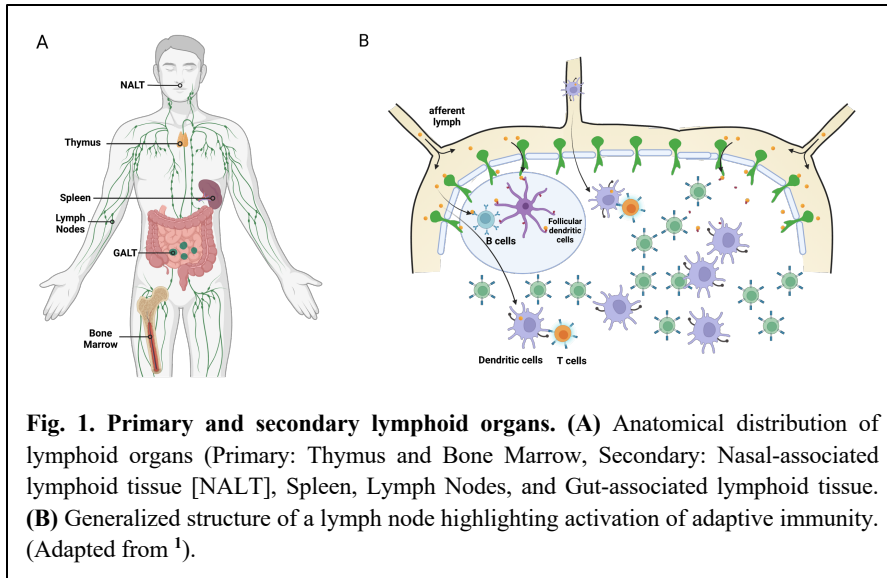 A
NALT
Thymus
Spleen
Lymph
Nodes
GALT
Bone
Marrow
B
afferent
lymph
Follicular
dendritic
cells
B cells
Dendritic cells
T cells
Fig. 1. Primary and secondary lymphoid organs. (A) Anatomical distribution of
lymphoid organs (Primary: Thymus and Bone Marrow, Secondary: Nasal-associated
lymphoid tissue [NALT], Spleen, Lymph Nodes, and Gut-associated lymphoid tissue.
(B) Generalized structure of a lymph node highlighting activation of adaptive immunity.
(Adapted from ¹).